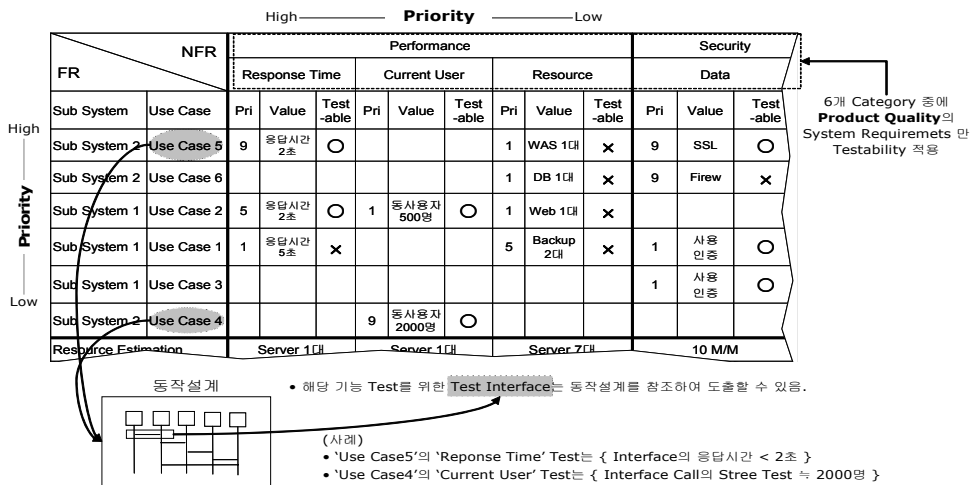 High Priority Low
NFR
FR
Performance
Security
Response Time
Current User
Resource
Data
Sub System Use Case Pri Value Test -able Pri Value Test -able Pri Value Test -able Pri Value Test -able
Sub System 2 Use Case 5 9 응답시간 2초 O 1 WAS 1대 × 9 SSL O
Sub System 2 Use Case 6 1 DB 1대 × 9 Firew ×
Sub System 1 Use Case 2 5 응답시간 2초 O 1 동사용자 500명 O 1 Web 1대 ×
Sub System 1 Use Case 1 1 응답시간 5초 × 5 Backup 2대 × 1 사용 인증 O
Sub System 1 Use Case 3 1 사용 인증 O
Sub System 2 Use Case 4 9 동사용자 2000명 O
Resource Estimation Server 1대 Server 1대 Server 7대 10 M/M
High
Priority
Low
6개 Category 중에
Product Quality의
System Requiremets 만
Testability 적용
동작설계
• 해당 기능 Test를 위한 Test Interface는 동작설계를 참조하여 도출할 수 있음.
(사례)
• ‘Use Case5’의 ‘Reponse Time’ Test는 { Interface의 응답시간 < 2초 }
• ‘Use Case4’의 ‘Current User’ Test는 { Interface Call의 Stree Test ≒ 2000명 }